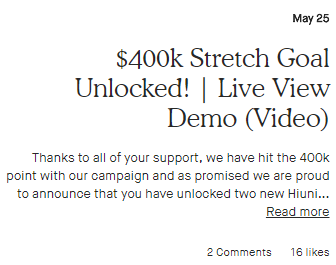 May 25
$400k Stretch Goal
Unlocked! | Live View
Demo (Video)
Thanks to all of your support, we have hit the 400k
point with our campaign and as promised we are proud
to announce that you have unlocked two new Hiuni...
Read more
2 Comments 16 likes